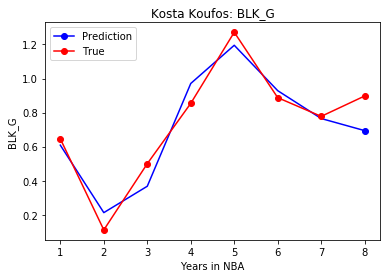 Kosta Koufos: BLK_G
Prediction
True
BLK_G
1.2
1.0
0.8
0.6
0.4
0.2
1 2 3 4 5 6 7 8
Years in NBA